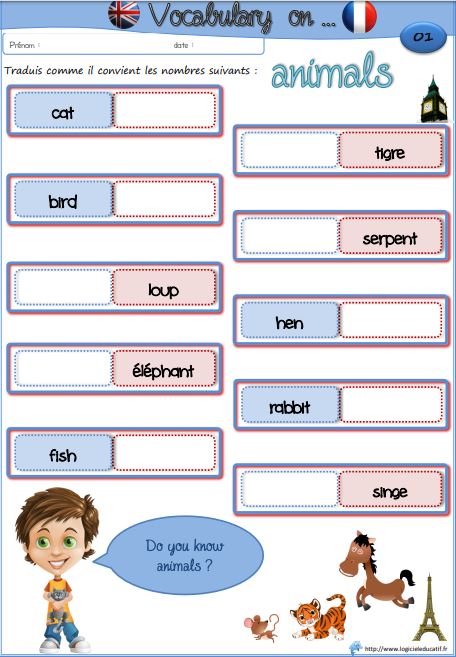 Vocabulary on ...
01
Prénom :
date :
Traduis comme il convient les nombres suivants :
animals
cat
tigre
bird
serpent
loup
hen
éléphant
rabbit
fish
singe
Do you know
animals ?
http://www.logicieleducatif.fr